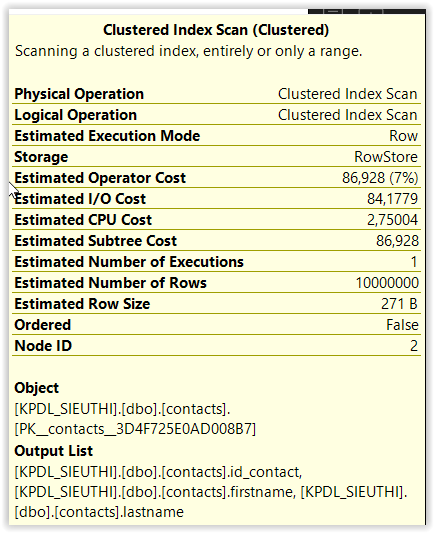 Clustered Index Scan (Clustered)
Scanning a clustered index, entirely or only a range.
Physical Operation Clustered Index Scan
Logical Operation Clustered Index Scan
Estimated Execution Mode Row
Storage RowStore
Estimated Operator Cost 86,928 (7%)
Estimated I/O Cost 84,1779
Estimated CPU Cost 2,75004
Estimated Subtree Cost 86,928
Estimated Number of Executions 1
Estimated Number of Rows 10000000
Estimated Row Size 271 B
Ordered False
Node ID 2
Object
[KPDL_SIEUTHI].[dbo].[contacts].
[PK__contacts__3D4F725E0AD008B7]
Output List
[KPDL_SIEUTHI].[dbo].[contacts].id_contact,
[KPDL_SIEUTHI].[dbo].[contacts].firstname, [KPDL_SIEUTHI].
[dbo].[contacts].lastname